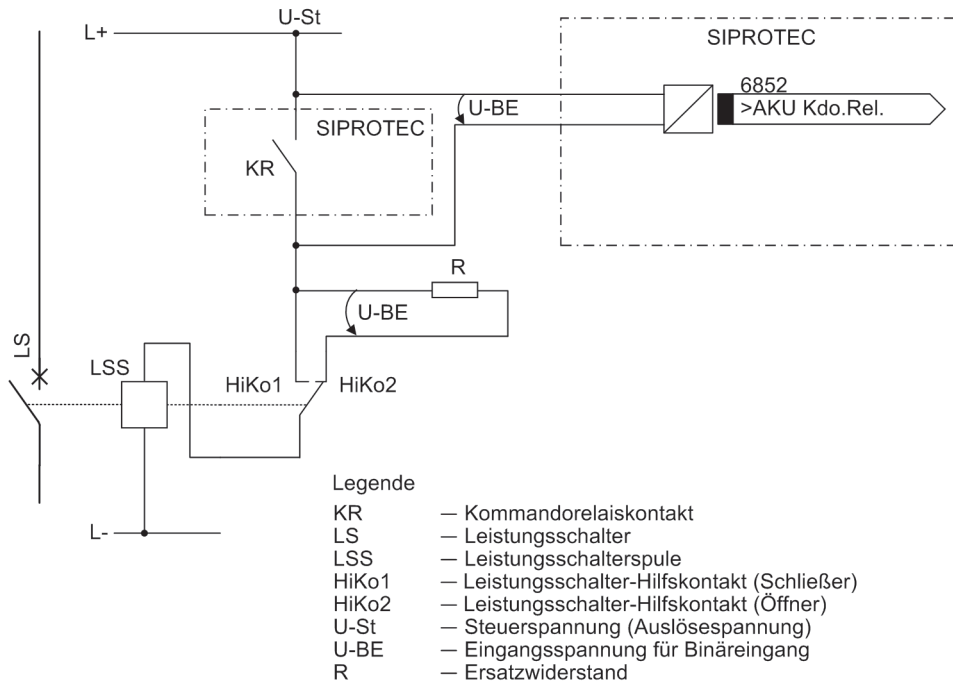 U-St
L+
SIPROTEC
6852
>AKU Kdo.Rel.
U-BE
SIPROTEC
KR
R
U-BE
LS
LSS
HiKo1
HiKo2
Legende
KR — Kommandorelaiskontakt
LS — Leistungsschalter
LSS — Leistungsschalterspule
HiKo1 — Leistungsschalter-Hilfskontakt (Schließer)
HiKo2 — Leistungsschalter-Hilfskontakt (Öffner)
U-St — Steuerspannung (Auslösespannung)
U-BE — Eingangsspannung für Binäreingang
R — Ersatzwiderstand
L-